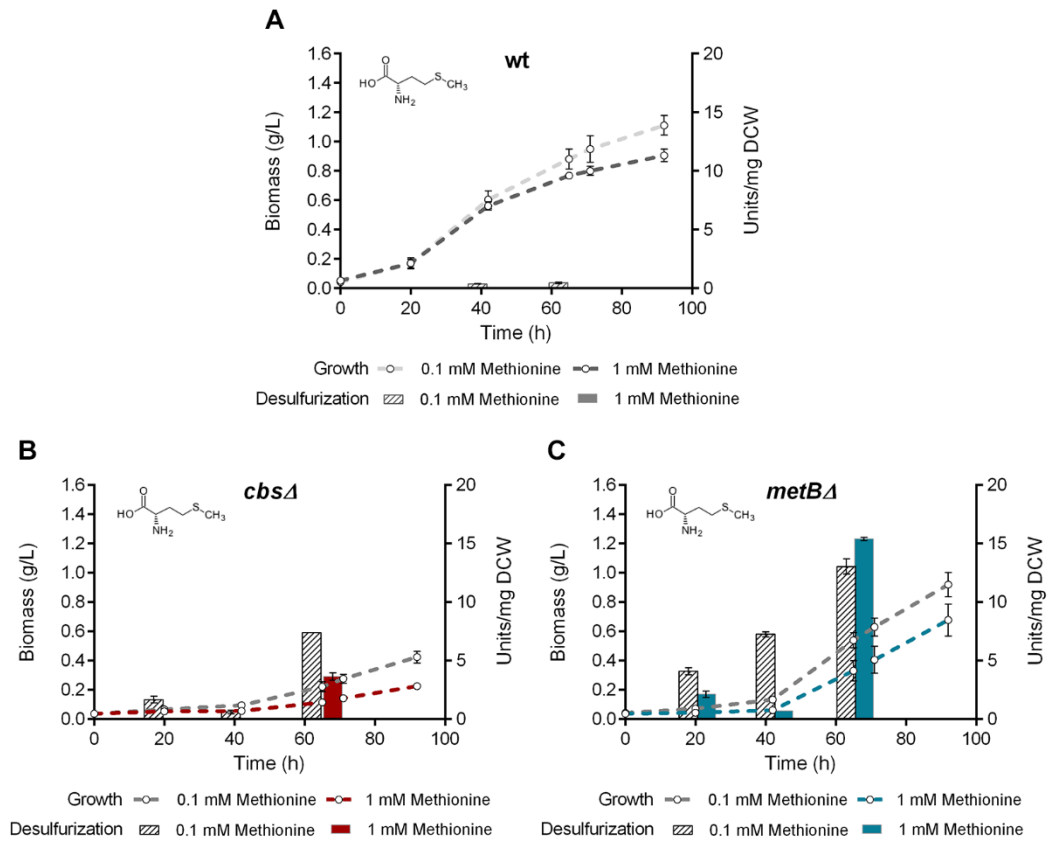 A
wt
O
HO
NH2
S
CH3
1.6
1.4
1.2
1.0
0.8
0.6
0.4
0.2
0.0
Biomass (g/L)
20
15
10
5
0
Units/mg DCW
0 20 40 60 80 100
Time (h)
Growth 0.1 mM Methionine 1 mM Methionine
Desulfurization 0.1 mM Methionine 1 mM Methionine
B
cbsΔ
O
HO
NH2
S
CH3
1.6
1.4
1.2
1.0
0.8
0.6
0.4
0.2
0.0
Biomass (g/L)
20
15
10
5
0
Units/mg DCW
0 20 40 60 80 100
Time (h)
Growth 0.1 mM Methionine 1 mM Methionine
Desulfurization 0.1 mM Methionine 1 mM Methionine
C
metBΔ
O
HO
NH2
S
CH3
1.6
1.4
1.2
1.0
0.8
0.6
0.4
0.2
0.0
Biomass (g/L)
20
15
10
5
0
Units/mg DCW
0 20 40 60 80 100
Time (h)
Growth 0.1 mM Methionine 1 mM Methionine
Desulfurization 0.1 mM Methionine 1 mM Methionine